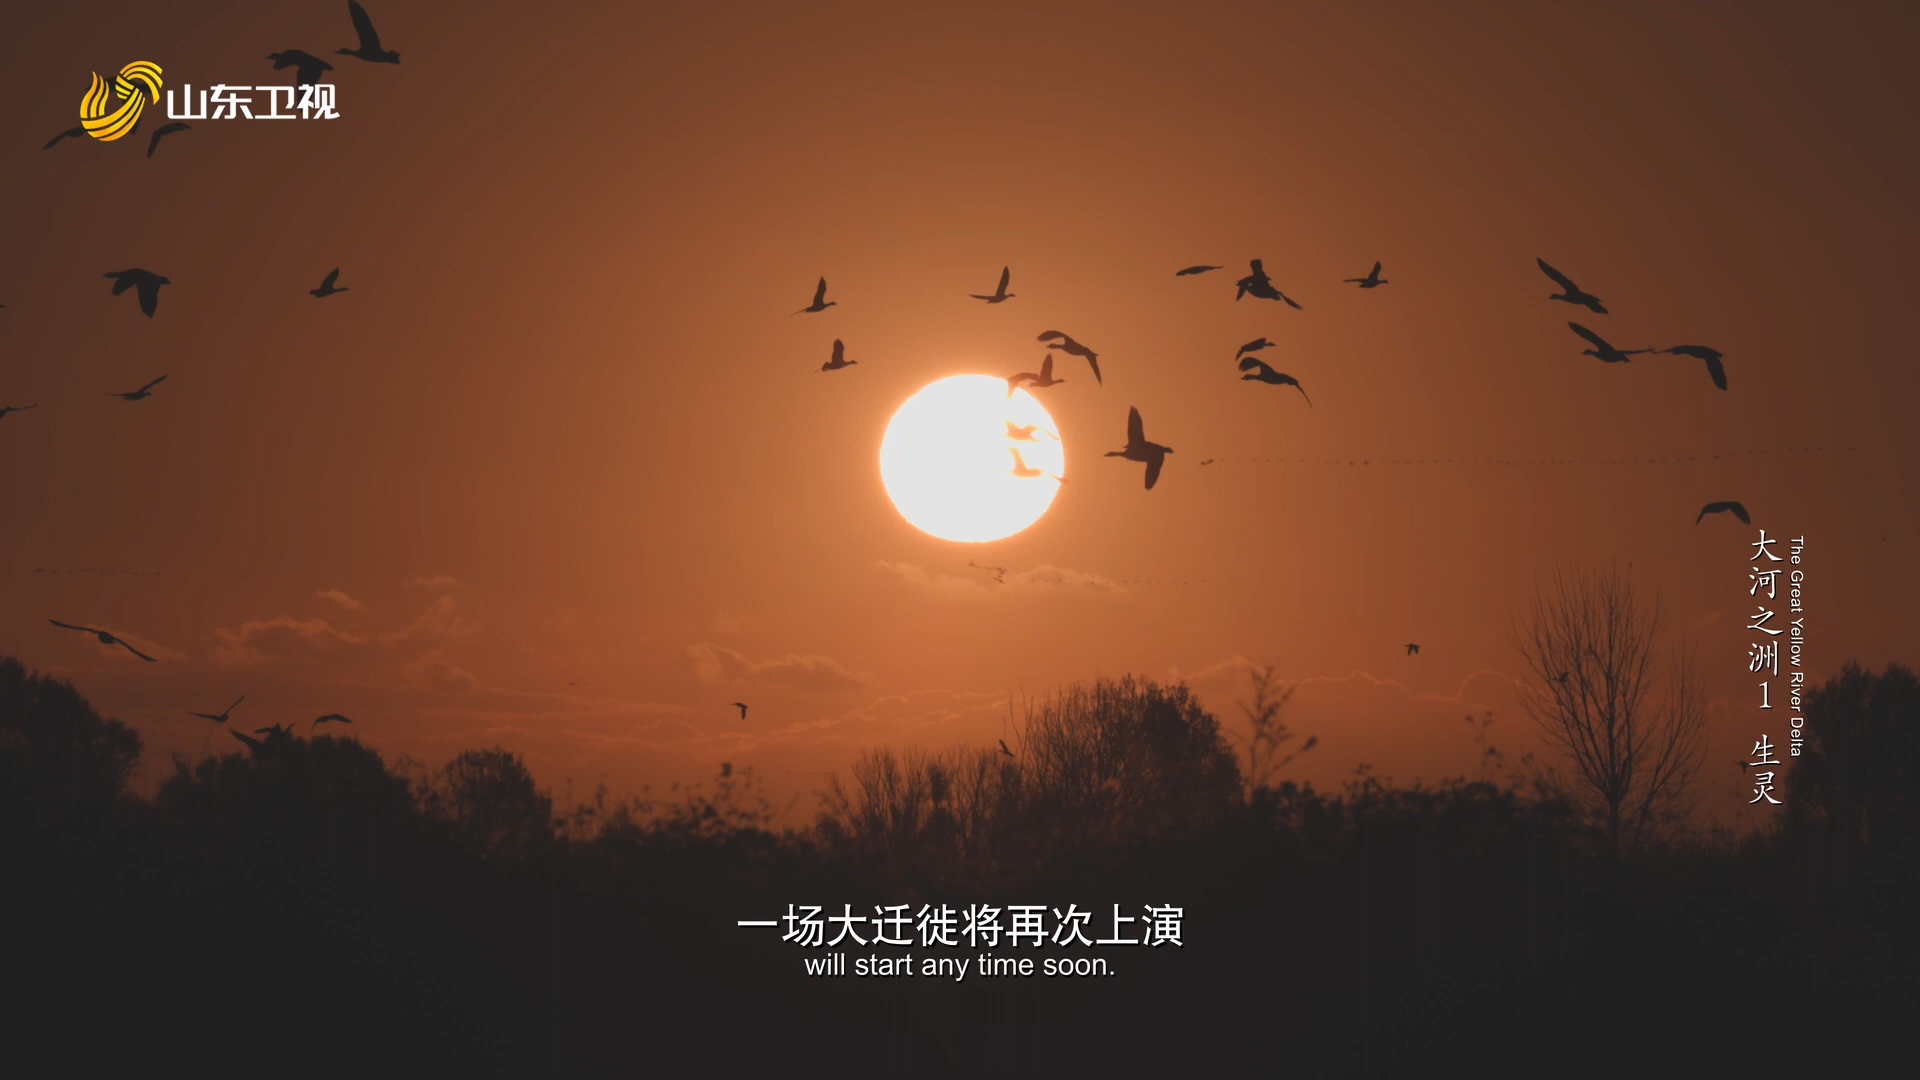 山东卫视
大河之洲1 生灵
The Great Yellow River Delta
一场大迁徙将再次上演
will start any time soon.